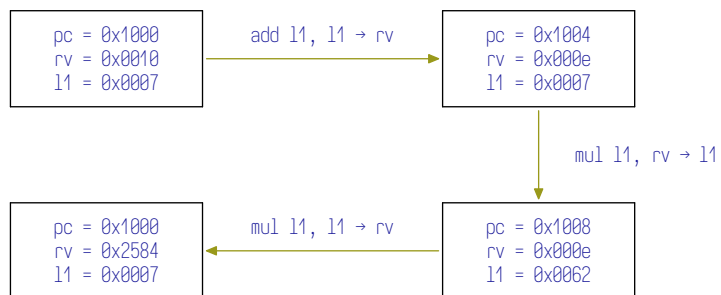 pc = 0x1000
rv = 0x0010
l1 = 0x0007
add l1, l1 → rv
pc = 0x1004
rv = 0x000e
l1 = 0x0007
mul l1, rv → l1
pc = 0x1008
rv = 0x000e
l1 = 0x0062
mul l1, l1 → rv
pc = 0x1000
rv = 0x2584
l1 = 0x0007